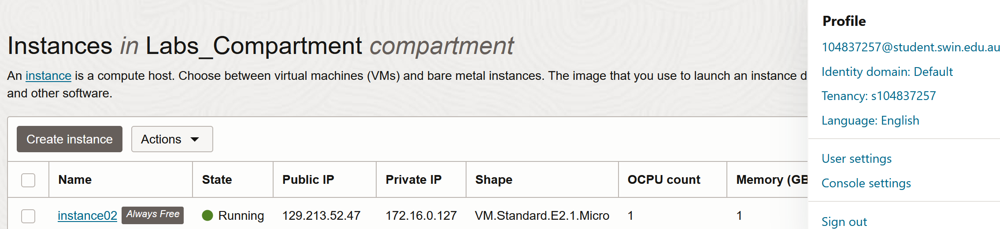 Instances in Labs_Compartment compartment
An instance is a compute host. Choose between virtual machines (VMs) and bare metal instances. The image that you use to launch an instance d
and other software.
Create instance
Actions
Name State Public IP Private IP Shape OCPU count Memory (GB
instance02 Always Free Running 129.213.52.47 172.16.0.127 VM.Standard.E2.1.Micro 1 1
Profile
104837257@student.swin.edu.au
Identity domain: Default
Tenancy: s104837257
Language: English
User settings
Console settings
Sign out